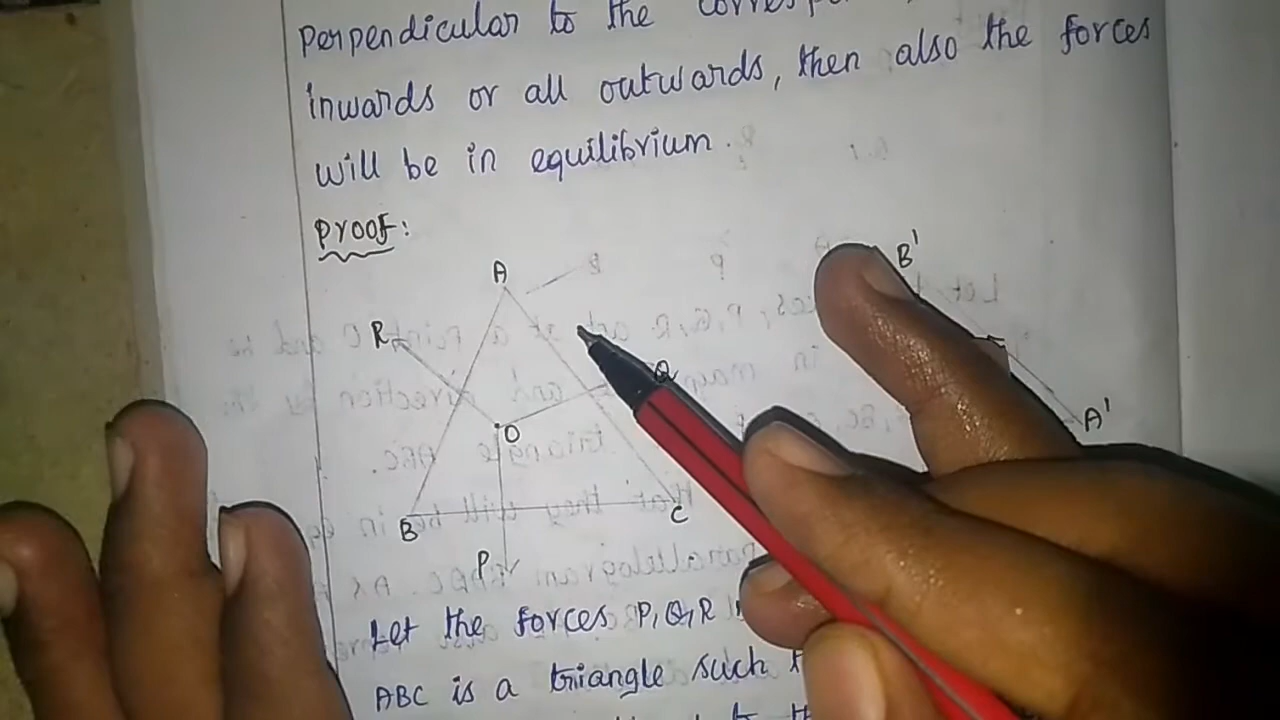 perpendicular to the
inwards or all outwards, then also the forces
will be in equilibrium.
Proof:
A
B'
R
Q
O
A'
B
C
P
Let the forces P, Q, R
ABC is a triangle such